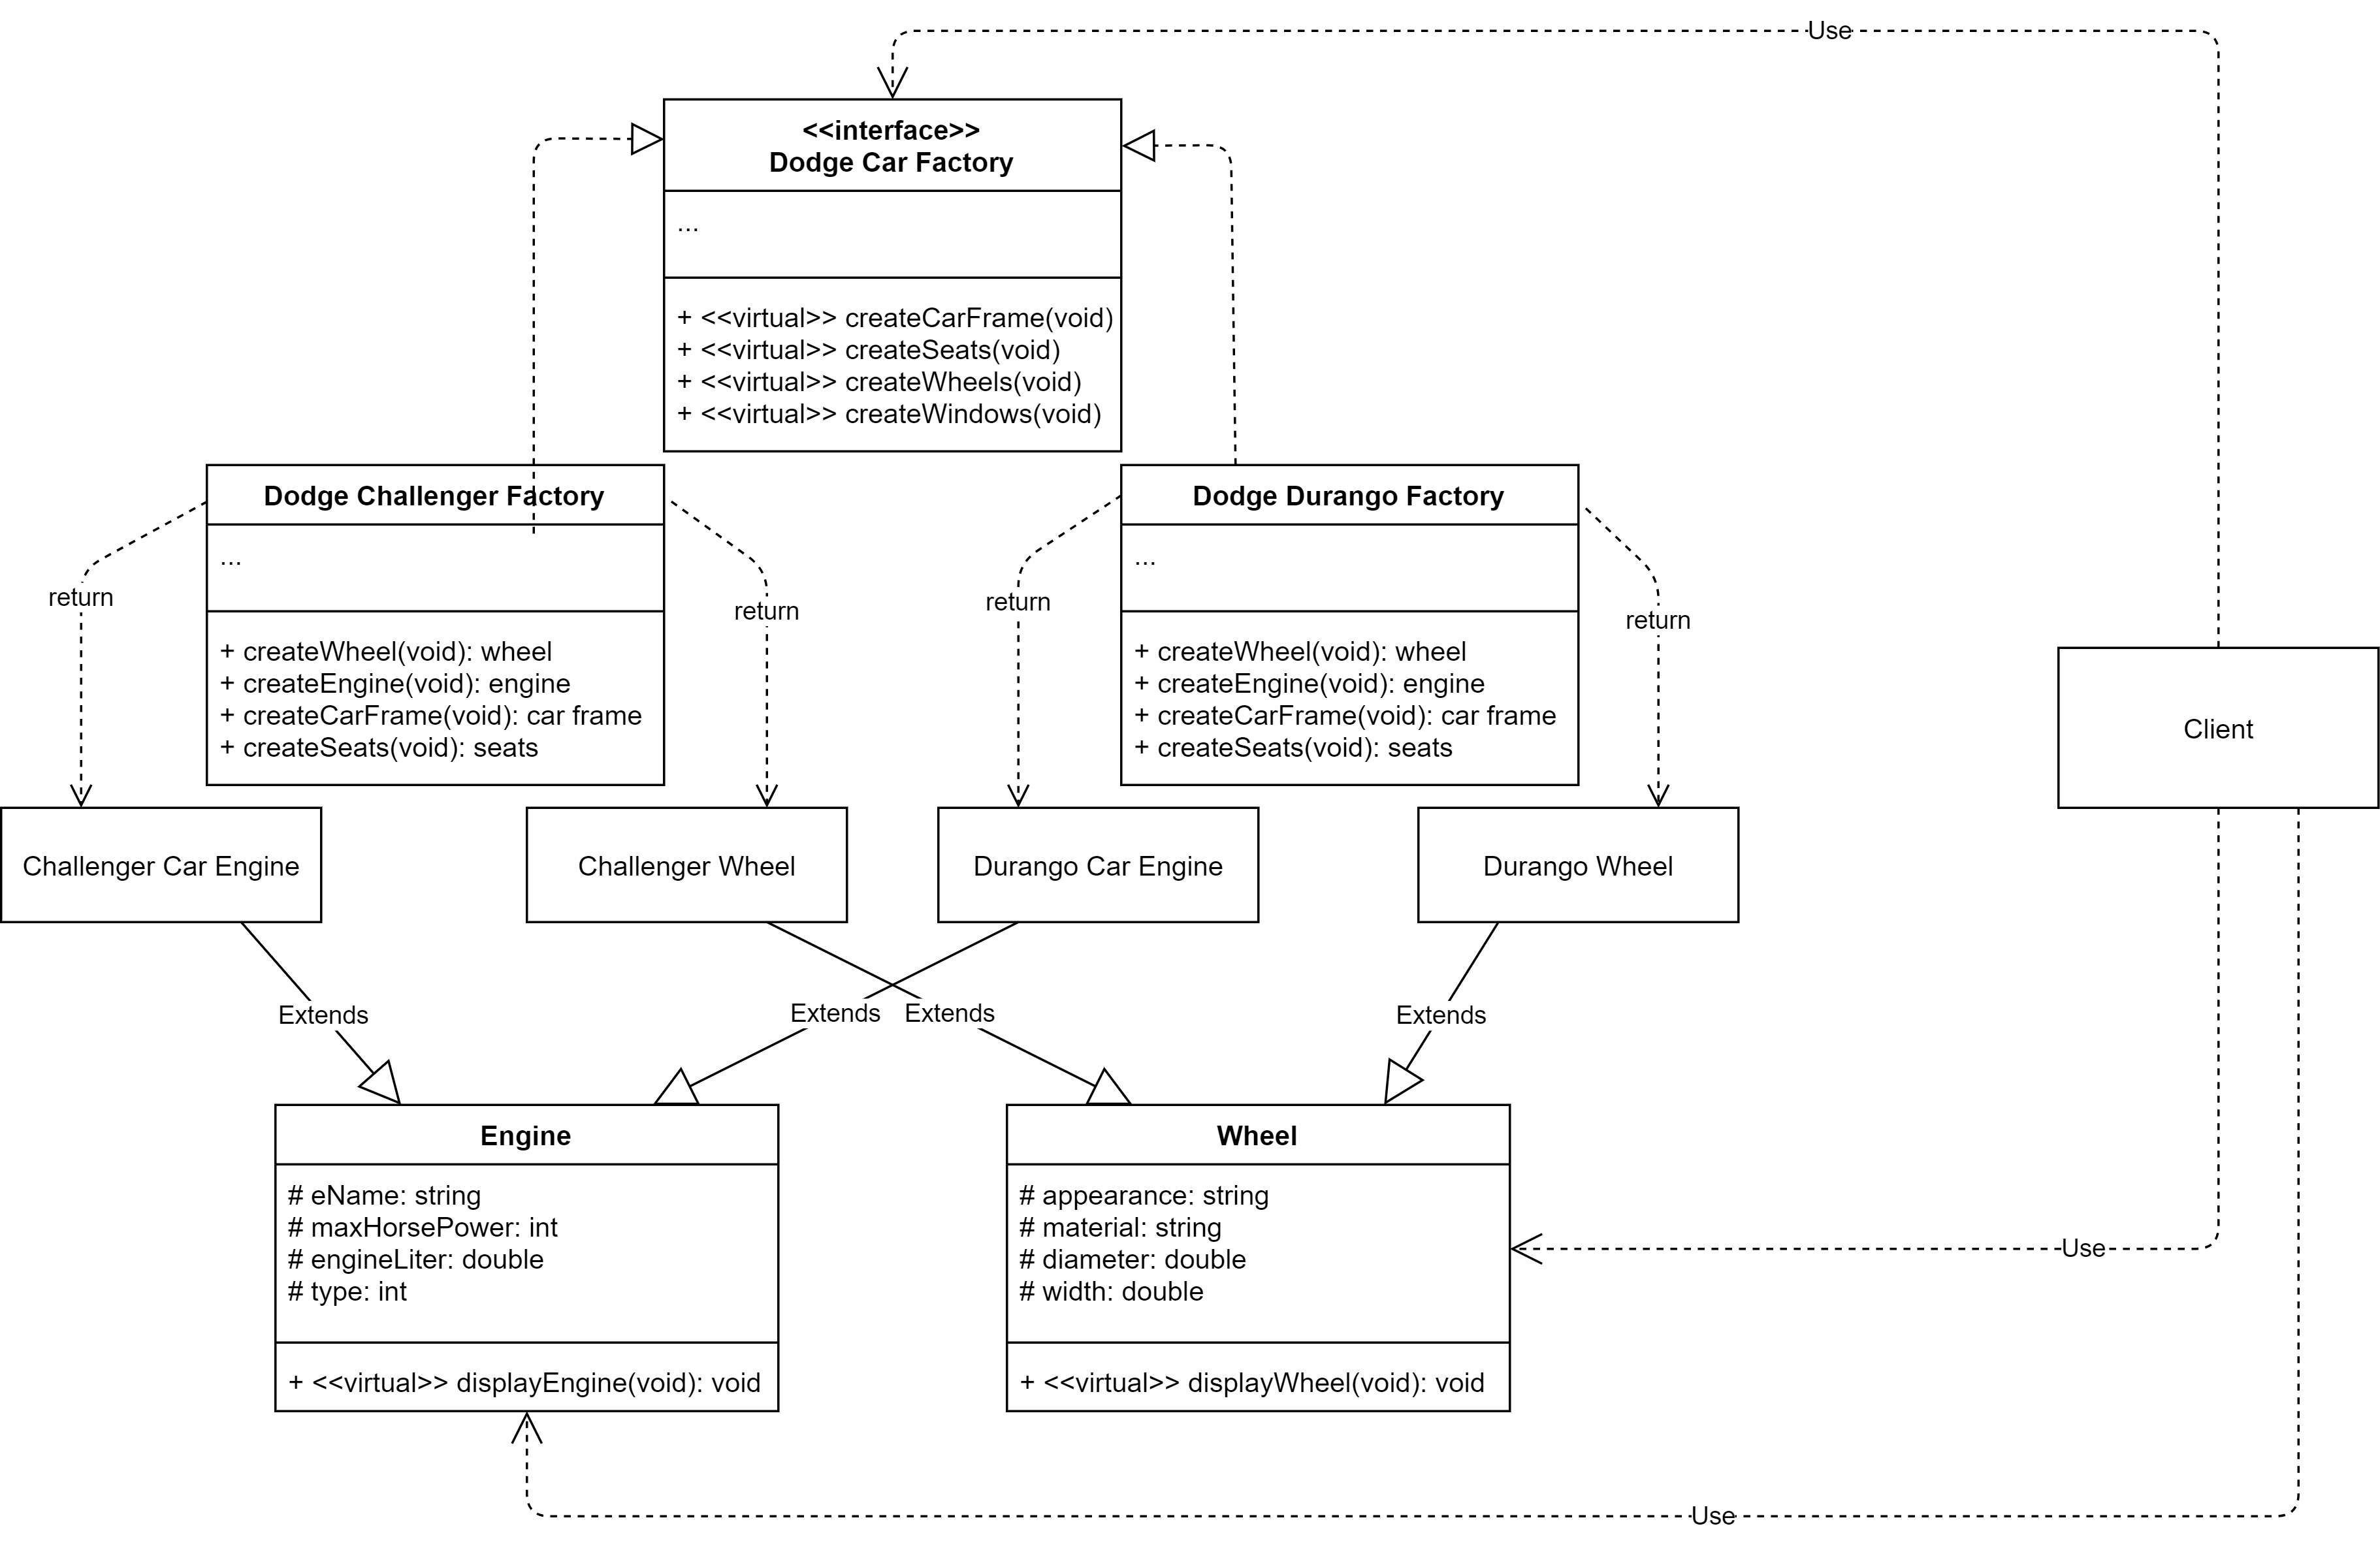 Use
<<interface>>
Dodge Car Factory
...
+ <<virtual>> createCarFrame(void)
+ <<virtual>> createSeats(void)
+ <<virtual>> createWheels(void)
+ <<virtual>> createWindows(void)
Dodge Challenger Factory
...
+ createWheel(void): wheel
+ createEngine(void): engine
+ createCarFrame(void): car frame
+ createSeats(void): seats
Dodge Durango Factory
...
+ createWheel(void): wheel
+ createEngine(void): engine
+ createCarFrame(void): car frame
+ createSeats(void): seats
return
return
return
return
Client
Challenger Car Engine
Challenger Wheel
Durango Car Engine
Durango Wheel
Extends
Extends
Extends
Extends
Engine
# eName: string
# maxHorsePower: int
# engineLiter: double
# type: int
+ <<virtual>> displayEngine(void): void
Wheel
# appearance: string
# material: string
# diameter: double
# width: double
+ <<virtual>> displayWheel(void): void
Use
Use